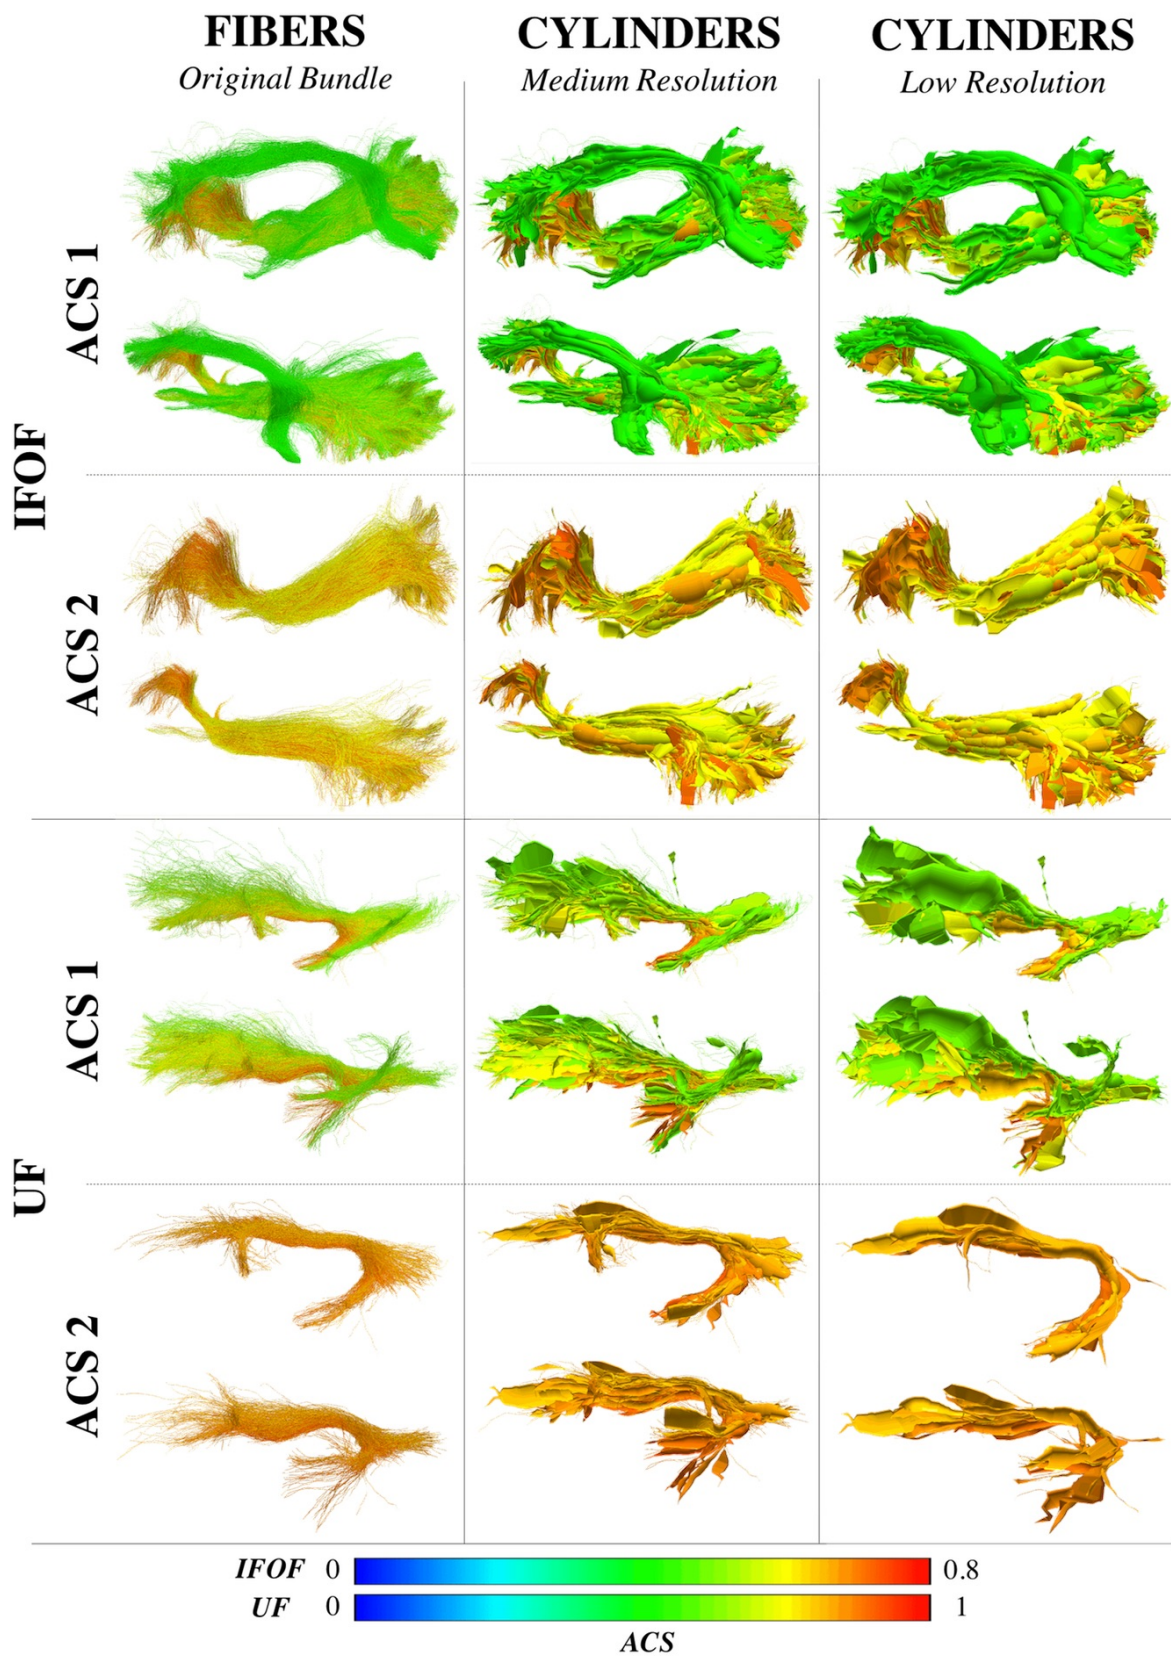 FIBERS
Original Bundle
CYLINDERS
Medium Resolution
CYLINDERS
Low Resolution
IFOF
ACS 1
ACS 2
UF
ACS 1
ACS 2
IFOF 0 0.8
UF 0 1
ACS